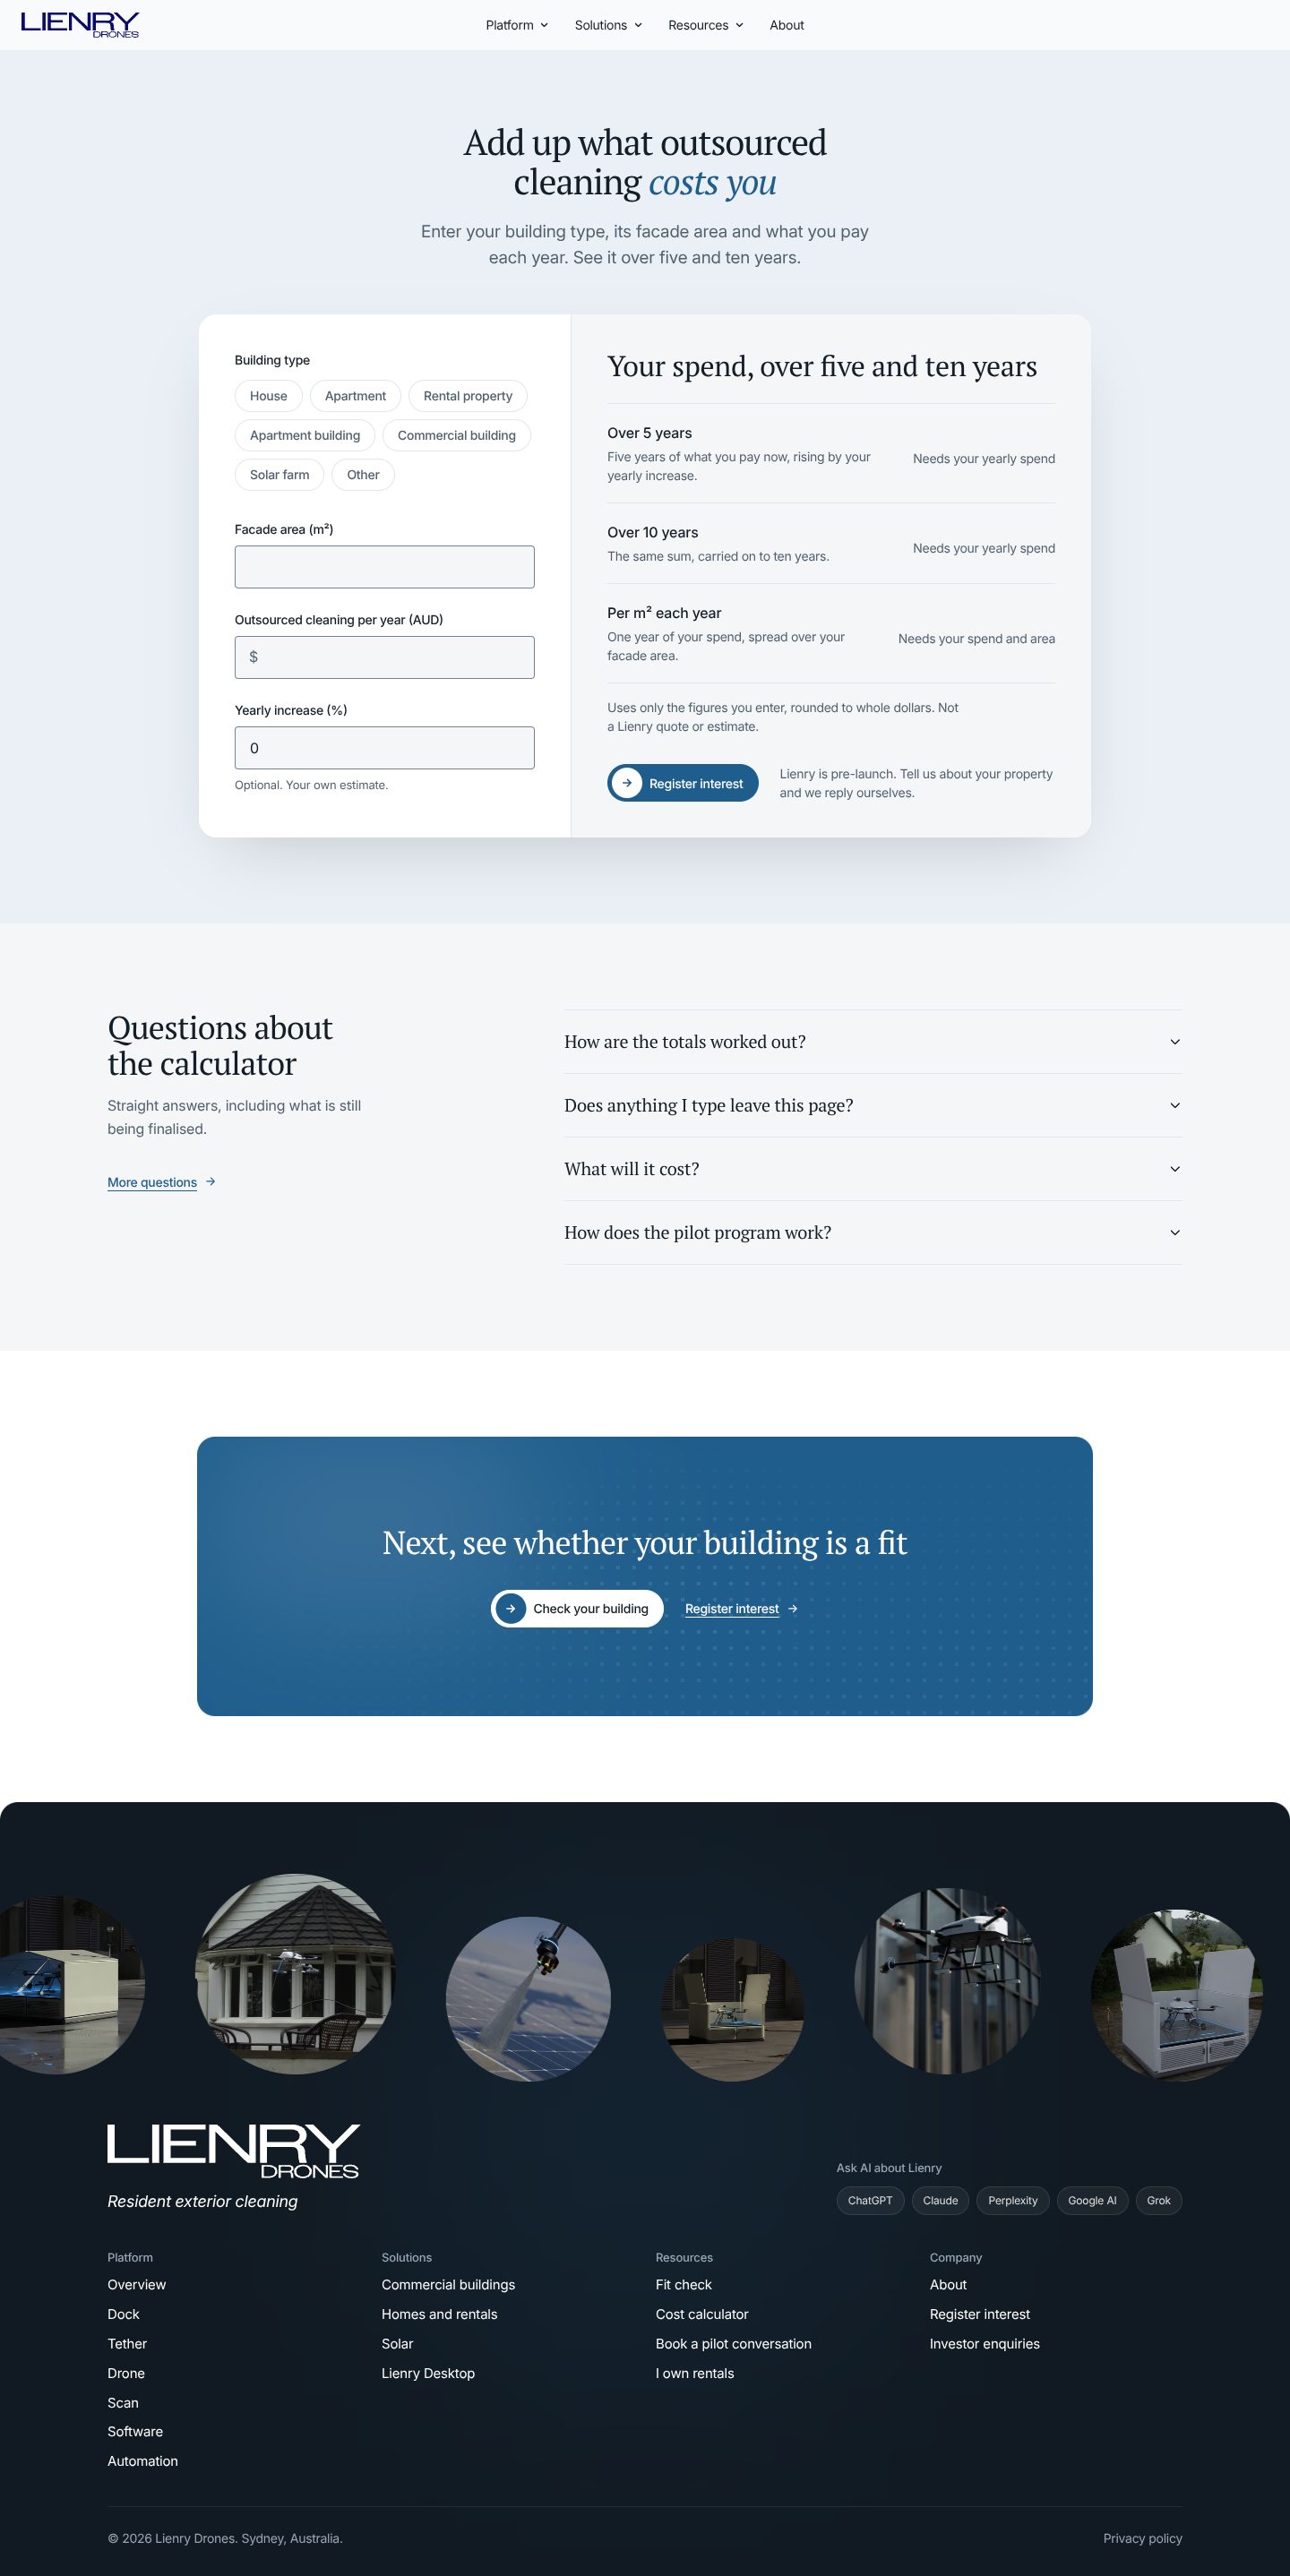 LIENRY
DRONES
Platform
Solutions
Resources
About
Add up what outsourced
cleaning costs you
Enter your building type, its facade area and what you pay
each year. See it over five and ten years.
Building type
House
Apartment
Rental property
Apartment building
Commercial building
Solar farm
Other
Facade area (m²)
Outsourced cleaning per year (AUD)
$
Yearly increase (%)
0
Optional. Your own estimate.
Your spend, over five and ten years
Over 5 years
Five years of what you pay now, rising by your
yearly increase.
Needs your yearly spend
Over 10 years
The same sum, carried on to ten years.
Needs your yearly spend
Per m² each year
One year of your spend, spread over your
facade area.
Needs your spend and area
Uses only the figures you enter, rounded to whole dollars. Not
a Lienry quote or estimate.
Register interest
Lienry is pre-launch. Tell us about your property
and we reply ourselves.
Questions about
the calculator
Straight answers, including what is still
being finalised.
More questions
How are the totals worked out?
Does anything I type leave this page?
What will it cost?
How does the pilot program work?
Next, see whether your building is a fit
Check your building
Register interest
LIENRY
DRONES
Resident exterior cleaning
Ask AI about Lienry
ChatGPT
Claude
Perplexity
Google AI
Grok
Platform
Overview
Dock
Tether
Drone
Scan
Software
Automation
Solutions
Commercial buildings
Homes and rentals
Solar
Lienry Desktop
Resources
Fit check
Cost calculator
Book a pilot conversation
I own rentals
Company
About
Register interest
Investor enquiries
© 2026 Lienry Drones. Sydney, Australia.
Privacy policy